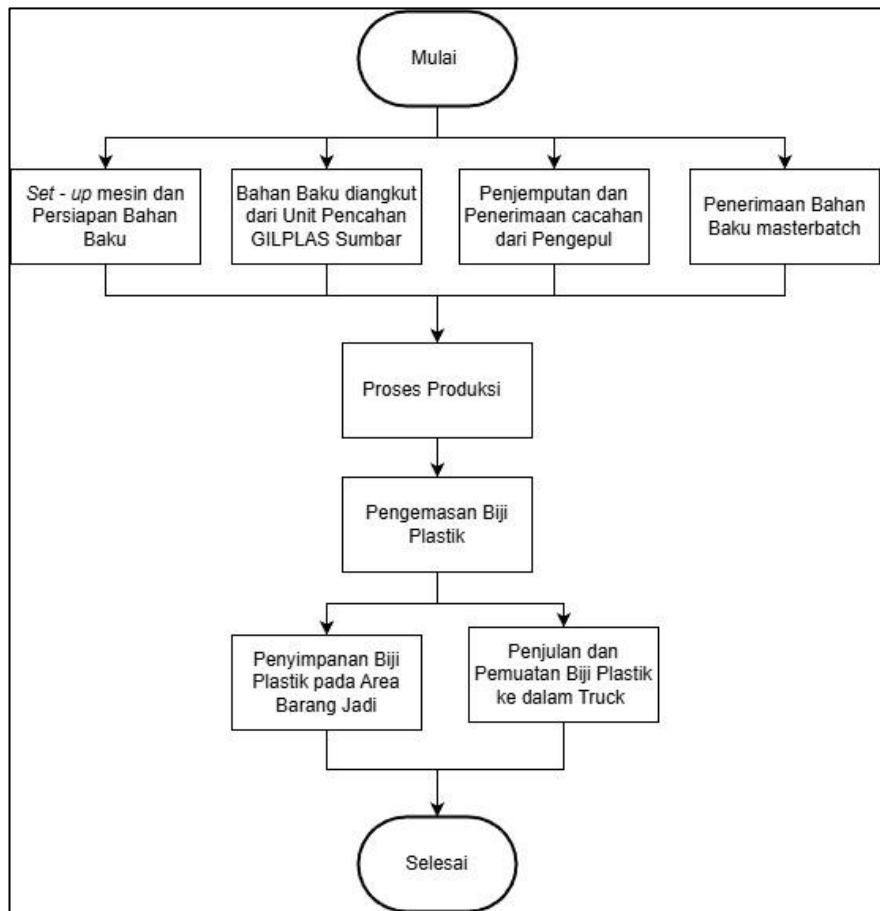 Mulai
Set - up mesin dan
Persiapan Bahan
Baku
Bahan Baku diangkut
dari Unit Pencahan
GILPLAS Sumbar
Penjemputan dan
Penerimaan cacahan
dari Pengepul
Penerimaan Bahan
Baku masterbatch
Proses Produksi
Pengemasan Biji
Plastik
Penyimpanan Biji
Plastik pada Area
Barang Jadi
Penjulan dan
Pemuatan Biji Plastik
ke dalam Truck
Selesai